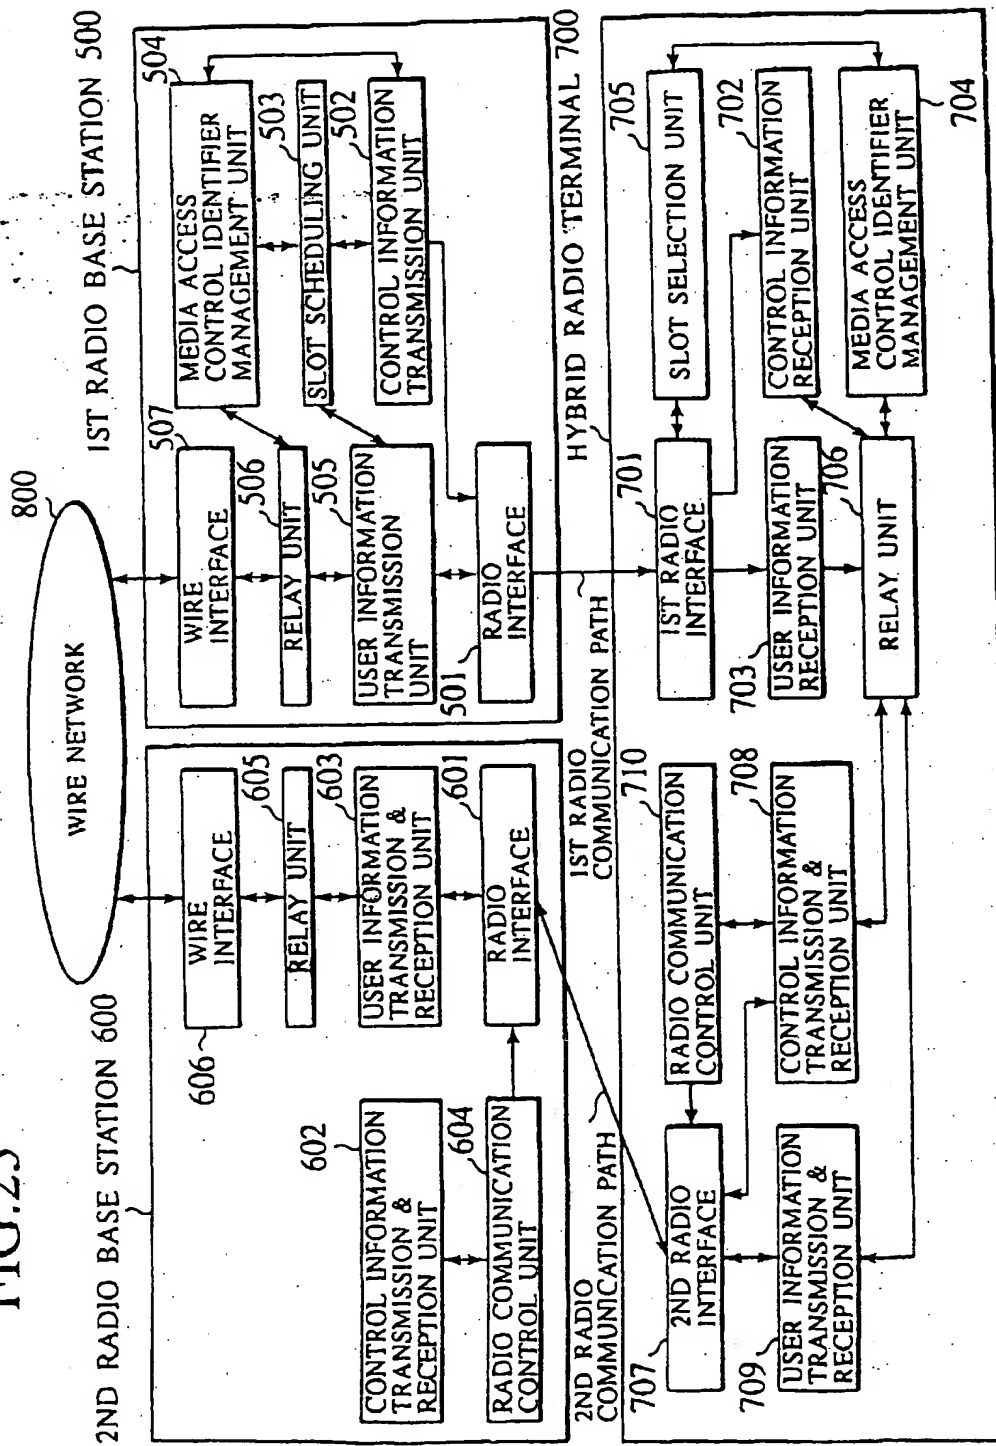 FIG.23
800
WIRE NETWORK
2ND RADIO BASE STATION 600
1ST RADIO BASE STATION 500
606
WIRE
INTERFACE
605
RELAY UNIT
603
USER INFORMATION
TRANSMISSION &
RECEPTION UNIT
601
RADIO
INTERFACE
602
CONTROL INFORMATION
TRANSMISSION &
RECEPTION UNIT
604
RADIO COMMUNICATION
CONTROL UNIT
507
WIRE
INTERFACE
506
RELAY UNIT
505
USER INFORMATION
TRANSMISSION
UNIT
501
RADIO
INTERFACE
504
MEDIA ACCESS
CONTROL IDENTIFIER
MANAGEMENT UNIT
503
SLOT SCHEDULING UNIT
502
CONTROL INFORMATION
TRANSMISSION UNIT
2ND RADIO
COMMUNICATION PATH
1ST RADIO
COMMUNICATION PATH
HYBRID RADIO TERMINAL 700
707
2ND RADIO
INTERFACE
709
USER INFORMATION
TRANSMISSION &
RECEPTION UNIT
710
RADIO COMMUNICATION
CONTROL UNIT
708
CONTROL INFORMATION
TRANSMISSION &
RECEPTION UNIT
701
1ST RADIO
INTERFACE
703
USER INFORMATION
RECEPTION UNIT
706
RELAY UNIT
705
SLOT SELECTION UNIT
702
CONTROL INFORMATION
RECEPTION UNIT
MEDIA ACCESS
CONTROL IDENTIFIER
MANAGEMENT UNIT
704